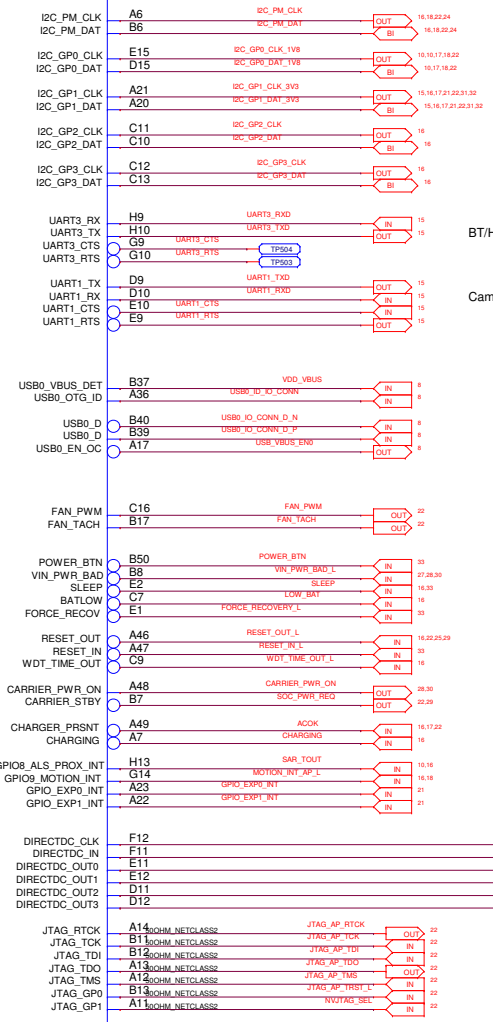 I2C_PM_CLK A6 I2C_PM_CLK OUT 16,18,22,24
I2C_PM_DAT B6 I2C_PM_DAT BI 16,18,22,24
I2C_GP0_CLK E15 I2C_GP0_CLK_1V8 OUT 10,10,17,18,22
I2C_GP0_DAT D15 I2C_GP0_DAT_1V8 BI 10,17,18,22
I2C_GP1_CLK A21 I2C_GP1_CLK_3V3 OUT 15,16,17,21,22,31,32
I2C_GP1_DAT A20 I2C_GP1_DAT_3V3 BI 15,16,17,21,22,31,32
I2C_GP2_CLK C11 I2C_GP2_CLK OUT 16
I2C_GP2_DAT C10 I2C_GP2_DAT BI 16
I2C_GP3_CLK C12 I2C_GP3_CLK OUT 16
I2C_GP3_DAT C13 I2C_GP3_DAT BI 16
UART3_RX H9 UART3_RXD IN 15
UART3_TX H10 UART3_TXD OUT 15 BT/H
UART3_CTS G9 UART3_CTS TP504
UART3_RTS G10 UART3_RTS TP503
UART1_TX D9 UART1_TXD OUT 15
UART1_RX D10 UART1_RXD IN 15 Cam
UART1_CTS E10 UART1_CTS IN 15
UART1_RTS E9 UART1_RTS OUT 15
USB0_VBUS_DET B37 VDD_VBUS IN 8
USB0_OTG_ID A36 USB0_ID_IO_CONN IN 8
USB0_D B40 USB0_IO_CONN_D_N IN 8
USB0_D B39 USB0_IO_CONN_D_P IN 8
USB0_EN_OC A17 USB_VBUS_EN0 OUT 8
FAN_PWM C16 FAN_PWM OUT 22
FAN_TACH B17 FAN_TACH OUT 22
POWER_BTN B50 POWER_BTN IN 33
VIN_PWR_BAD B8 VIN_PWR_BAD_L IN 27,28,30
SLEEP E2 SLEEP IN 16,33
BATLOW C7 LOW_BAT IN 16
FORCE_RECOV E1 FORCE_RECOVERY_L IN 33
RESET_OUT A46 RESET_OUT_L IN 16,22,25,29
RESET_IN A47 RESET_IN_L IN 33
WDT_TIME_OUT C9 WDT_TIME_OUT_L IN 16
CARRIER_PWR_ON A48 CARRIER_PWR_ON OUT 28,30
CARRIER_STBY B7 SOC_PWR_REQ OUT 22,29
CHARGER_PRSNT A49 ACOK IN 16,17,22
CHARGING A7 CHARGING IN 16
GPIO8_ALS_PROX_INT H13 SAR_TOUT IN 10,16
GPIO9_MOTION_INT G14 MOTION_INT_AP_L IN 16,18
GPIO_EXP0_INT A23 GPIO_EXP0_INT IN 21
GPIO_EXP1_INT A22 GPIO_EXP1_INT IN 21
DIRECTDC_CLK F12
DIRECTDC_IN F11
DIRECTDC_OUT0 E11
DIRECTDC_OUT1 E12
DIRECTDC_OUT2 D11
DIRECTDC_OUT3 D12
JTAG_RTCK A14 50OHM_NETCLASS2 JTAG_AP_RTCK OUT 22
JTAG_TCK B11 JTAG_AP_TCK IN 22
JTAG_TDI B12 50OHM_NETCLASS2 JTAG_AP_TDI IN 22
JTAG_TDO A13 50OHM_NETCLASS2 JTAG_AP_TDO OUT 22
JTAG_TMS A12 50OHM_NETCLASS2 JTAG_AP_TMS IN 22
JTAG_GP0 B13 50OHM_NETCLASS2 JTAG_AP_TRST_L IN 22
JTAG_GP1 A11 50OHM_NETCLASS2 NVJTAG_SEL IN 22